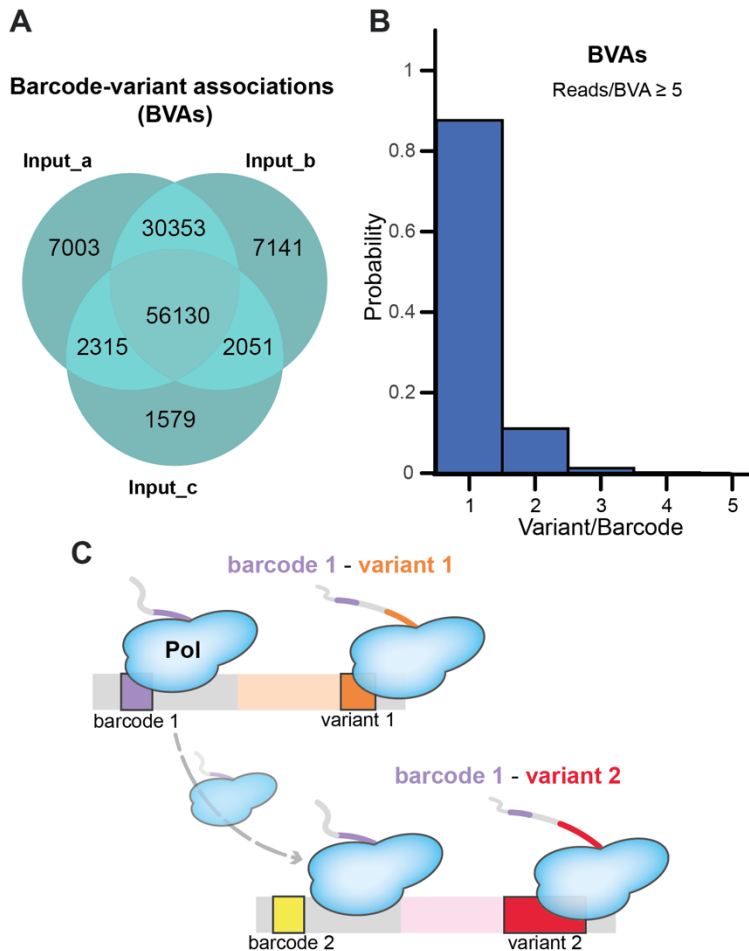 A
Barcode-variant associations
(BVAs)
Input_a
Input_b
7003
30353
7141
56130
2315
2051
1579
Input_c
B
BVAs
Reads/BVA ≥ 5
Probability
1
0.8
0.6
0.4
0.2
0
1 2 3 4 5
Variant/Barcode
C
barcode 1 - variant 1
Pol
barcode 1
variant 1
barcode 1 - variant 2
barcode 2
variant 2